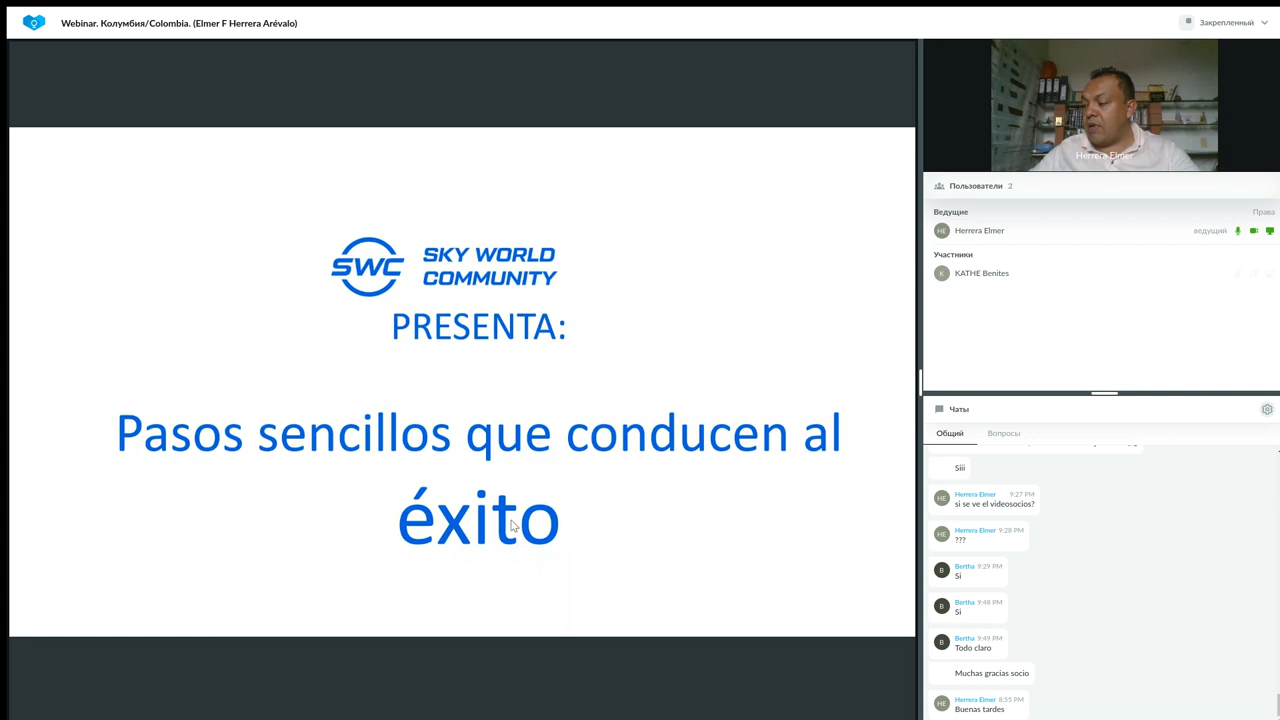 Webinar. Колумбия/Colombia. (Elmer F Herrera Arévalo)
Закрепленный
SWC
SKY WORLD
COMMUNITY
PRESENTA:
Pasos sencillos que conducen al
éxito
Herrera Elmer
Пользователи 2
Ведущие Права
HE Herrera Elmer ведущий
Участники
K KATHE Benites
Чаты
Общий Вопросы
Siii
HE Herrera Elmer 9:27 PM
si se ve el videosocios?
HE Herrera Elmer 9:28 PM
???
B Bertha 9:29 PM
Si
B Bertha 9:48 PM
Si
B Bertha 9:49 PM
Todo claro
Muchas gracias socio
HE Herrera Elmer 8:55 PM
Buenas tardes